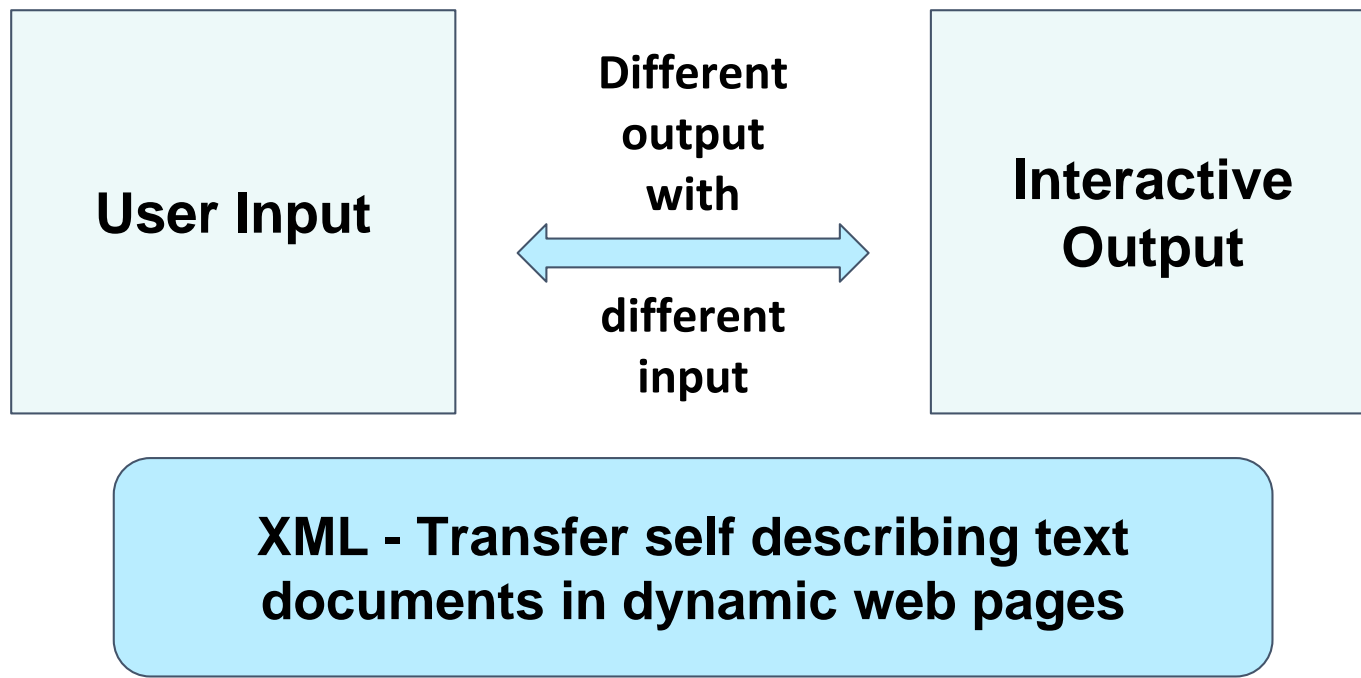 User Input
Different
output
with
different
input
Interactive
Output
XML - Transfer self describing text
documents in dynamic web pages